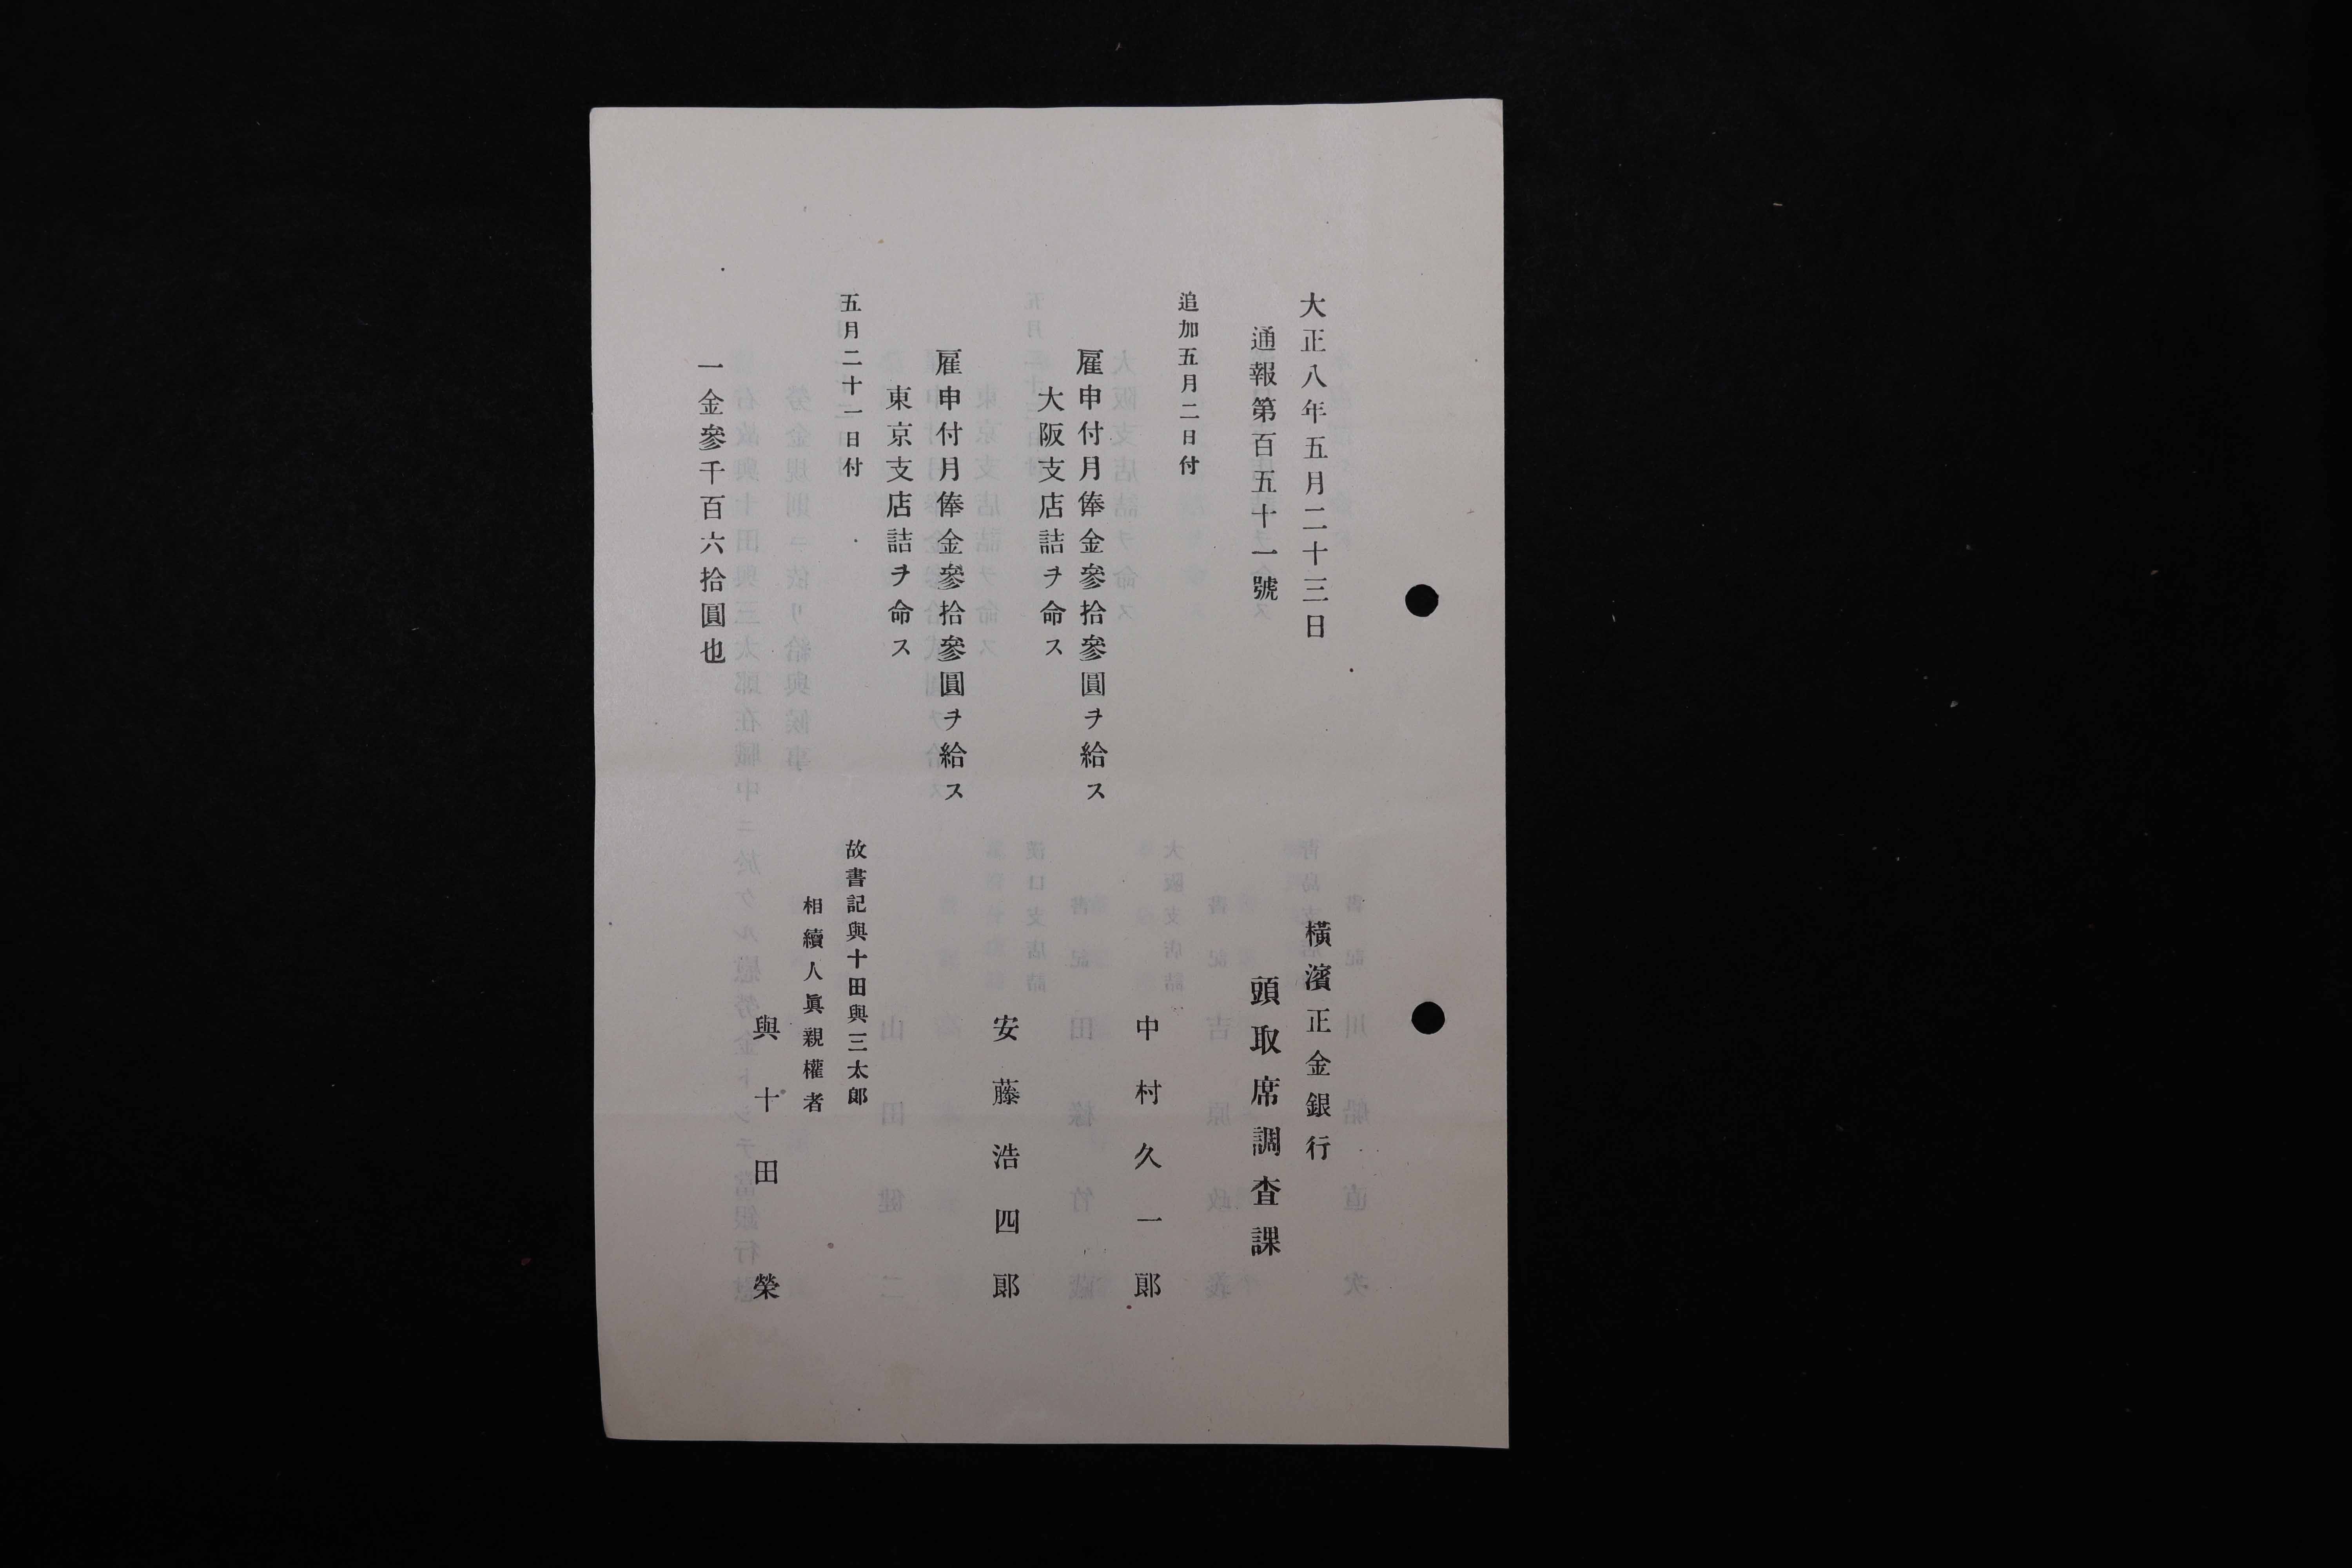 大正八年五月二十三日
橫濱正金銀行
通報第百五十一號
頭取席調査課
追加五月二日付
中村久一郞
雇申付月俸金參拾參圓ヲ給ス
大阪支店詰ヲ命ス
安藤浩四郞
雇申付月俸金參拾參圓ヲ給ス
東京支店詰ヲ命ス
五月二十一日付
故書記與十田與三太郞
相續人眞親權者
與十田榮
一金參千百六拾圓也